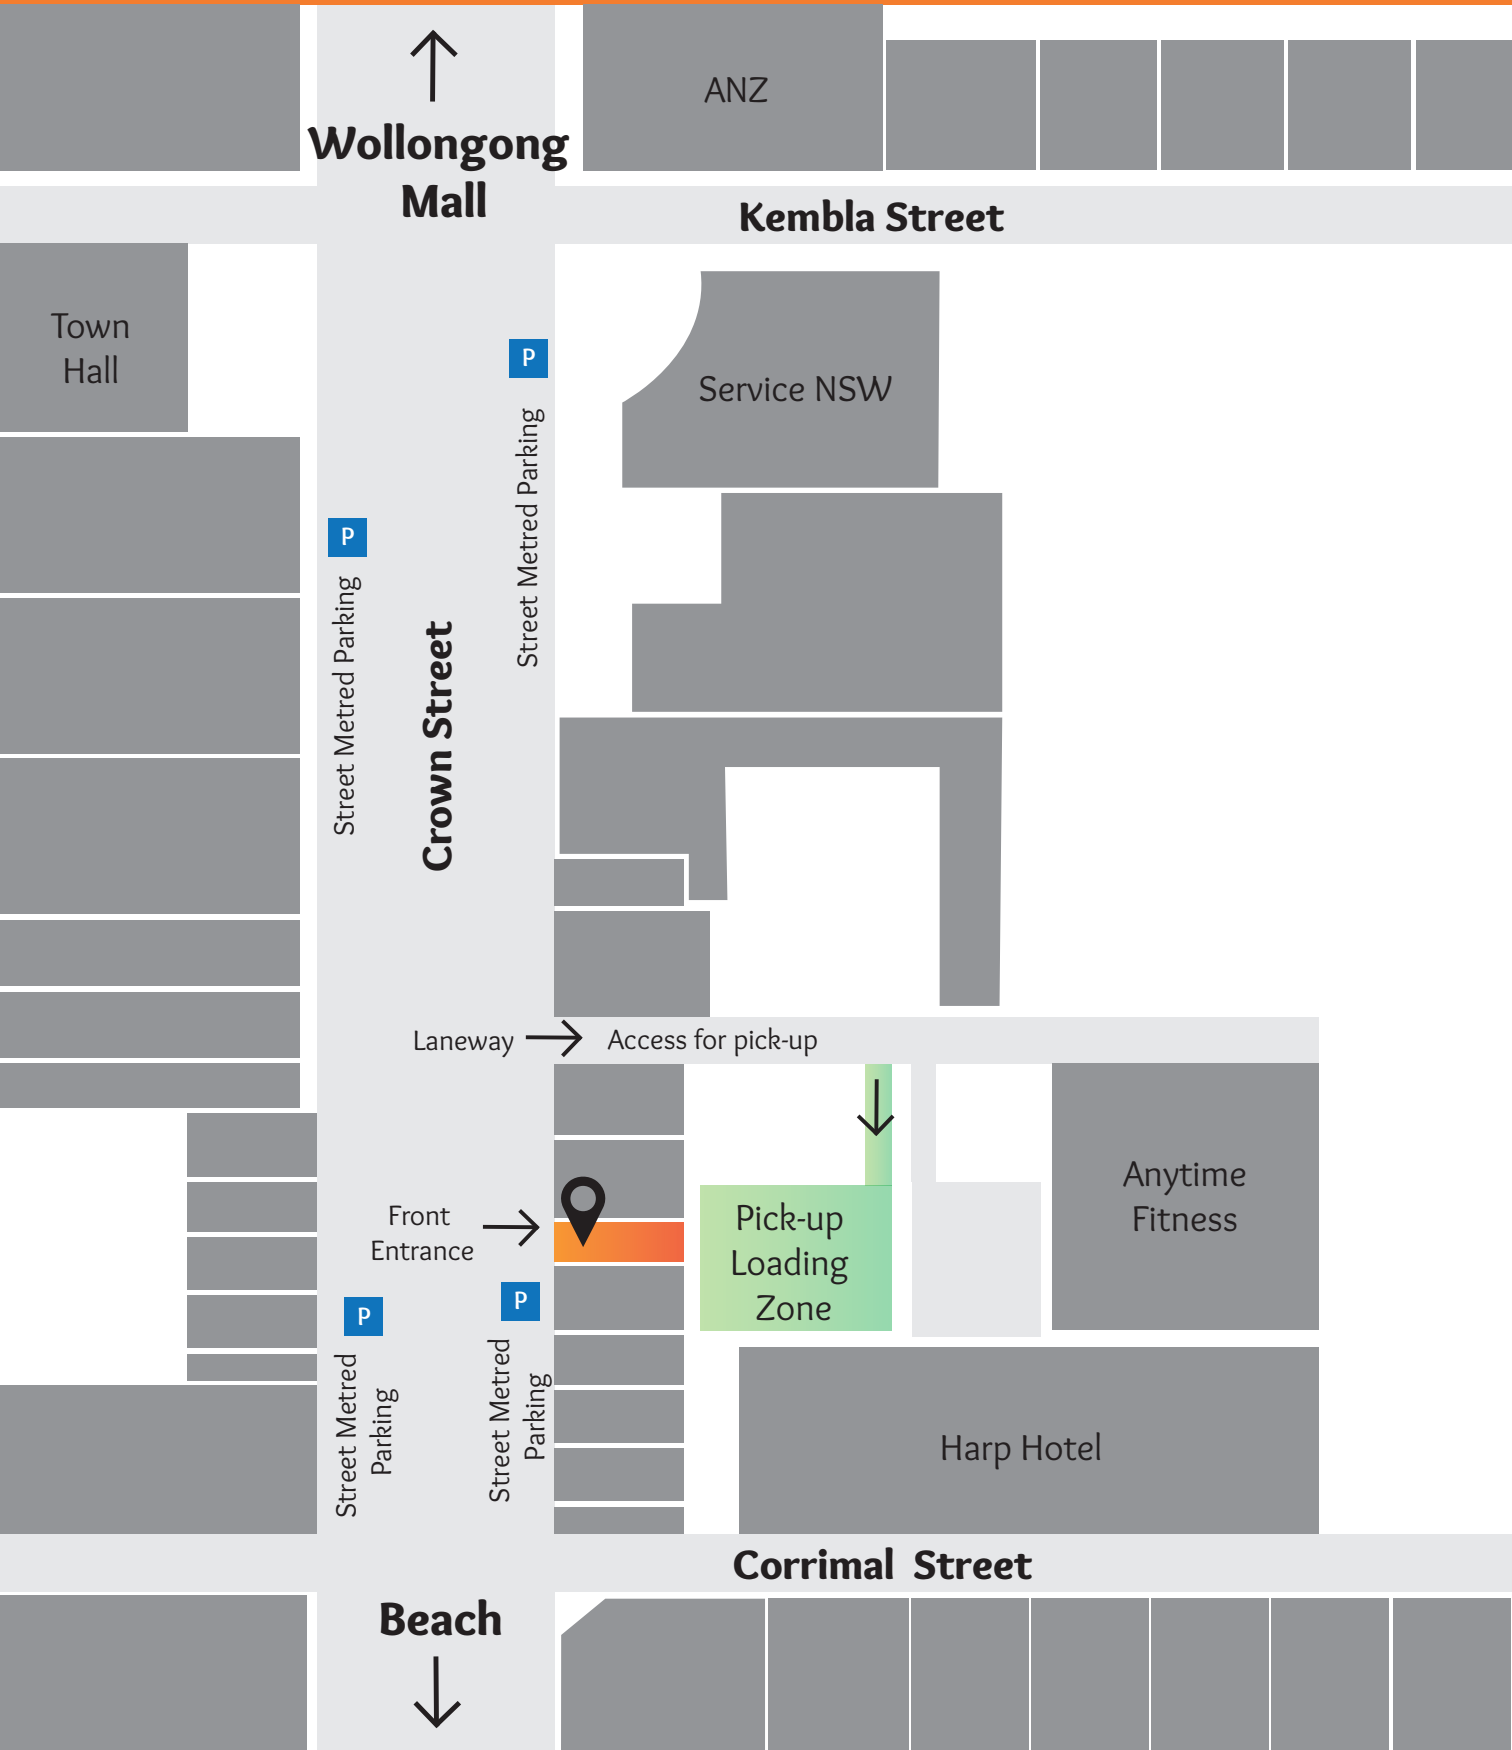 ANZ
Wollongong
Mall
Kembla Street
Town
Hall
P
Service NSW
Street Metred Parking
P
Street Metred Parking
Crown Street
Laneway
Access for pick-up
Front
Entrance
Pick-up
Loading
Zone
Anytime
Fitness
P
Street Metred
Parking
P
Street Metred
Parking
Harp Hotel
Corrimal Street
Beach